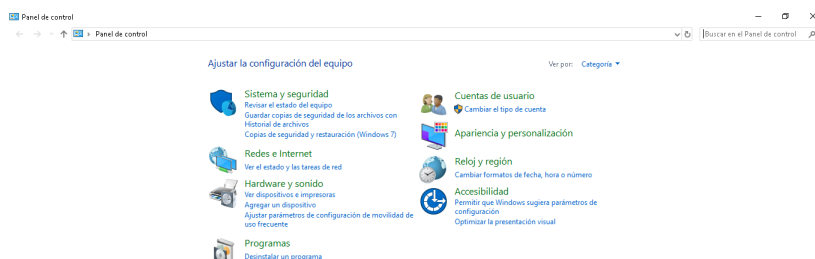 Panel de control
Panel de control
Buscar en el Panel de control
Ajustar la configuración del equipo
Ver por: Categoría
Sistema y seguridad
Revisar el estado del equipo
Guardar copias de seguridad de los archivos con
Historial de archivos
Copias de seguridad y restauración (Windows 7)
Redes e Internet
Ver el estado y las tareas de red
Hardware y sonido
Ver dispositivos e impresoras
Agregar un dispositivo
Ajustar parámetros de configuración de movilidad de
uso frecuente
Programas
Desinstalar un programa
Cuentas de usuario
Cambiar el tipo de cuenta
Apariencia y personalización
Reloj y región
Cambiar formatos de fecha, hora o número
Accesibilidad
Permitir que Windows sugiera parámetros de
configuración
Optimizar la presentación visual